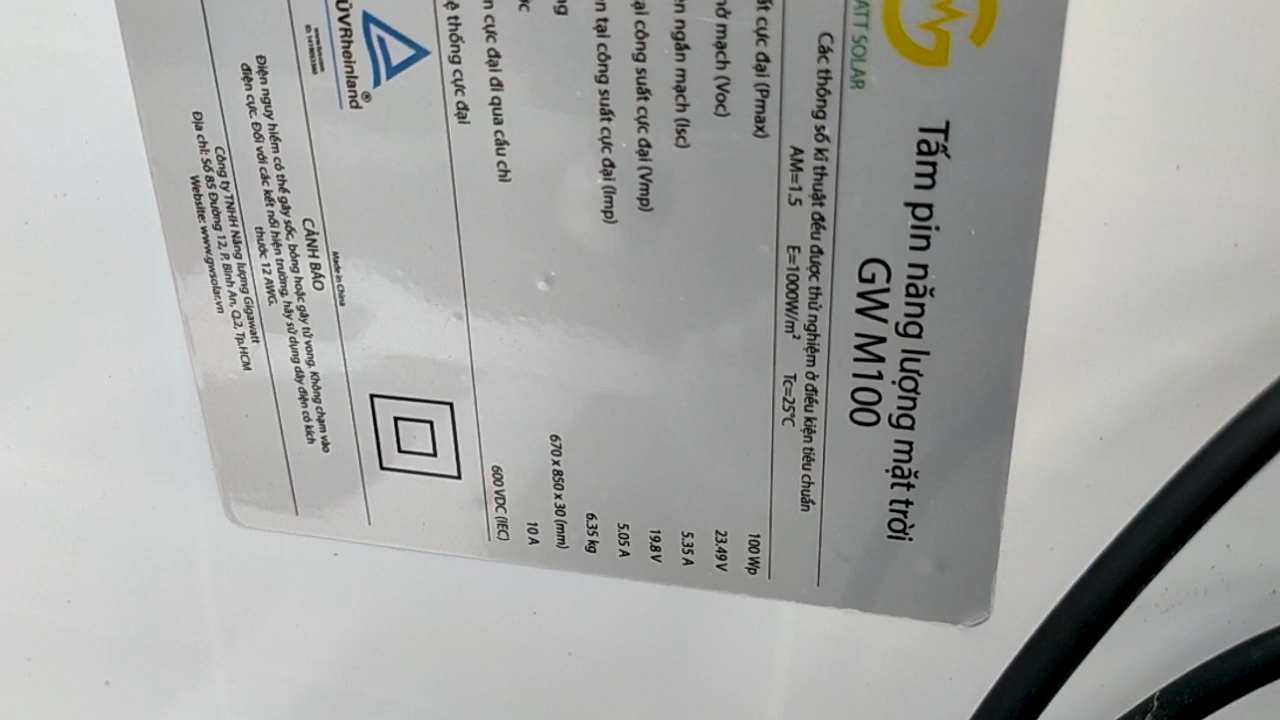 ATT SOLAR
Tấm pin năng lượng mặt trời
GW M100
Các thông số kĩ thuật đều được thử nghiệm ở điều kiện tiêu chuẩn
AM=1.5 E=1000W/m² Tc=25°C
cực đại (Pmax) 100 Wp
mạch (Voc) 23.49 V
ngắn mạch (Isc) 5.35 A
công suất cực đại (Vmp) 19.8 V
tại công suất cực đại (Imp) 5.05 A
6.35 kg
670 x 850 x 30 (mm)
cực đại đi qua cầu chì 10 A
thống cực đại 600 VDC (IEC)
ÜVRheinland®
Made in China
CẢNH BÁO
Điện nguy hiểm có thể gây sốc, bỏng hoặc gây tử vong. Không chạm vào
điện cực. Đối với các kết nối hiện trường, hãy sử dụng dây điện có kích
thước 12 AWG.
Công ty TNHH Năng lượng Gigawatt
Địa chỉ: Số 85 Đường 12, P. Bình An, Q.2, Tp.HCM
Website: www.gwsolar.vn